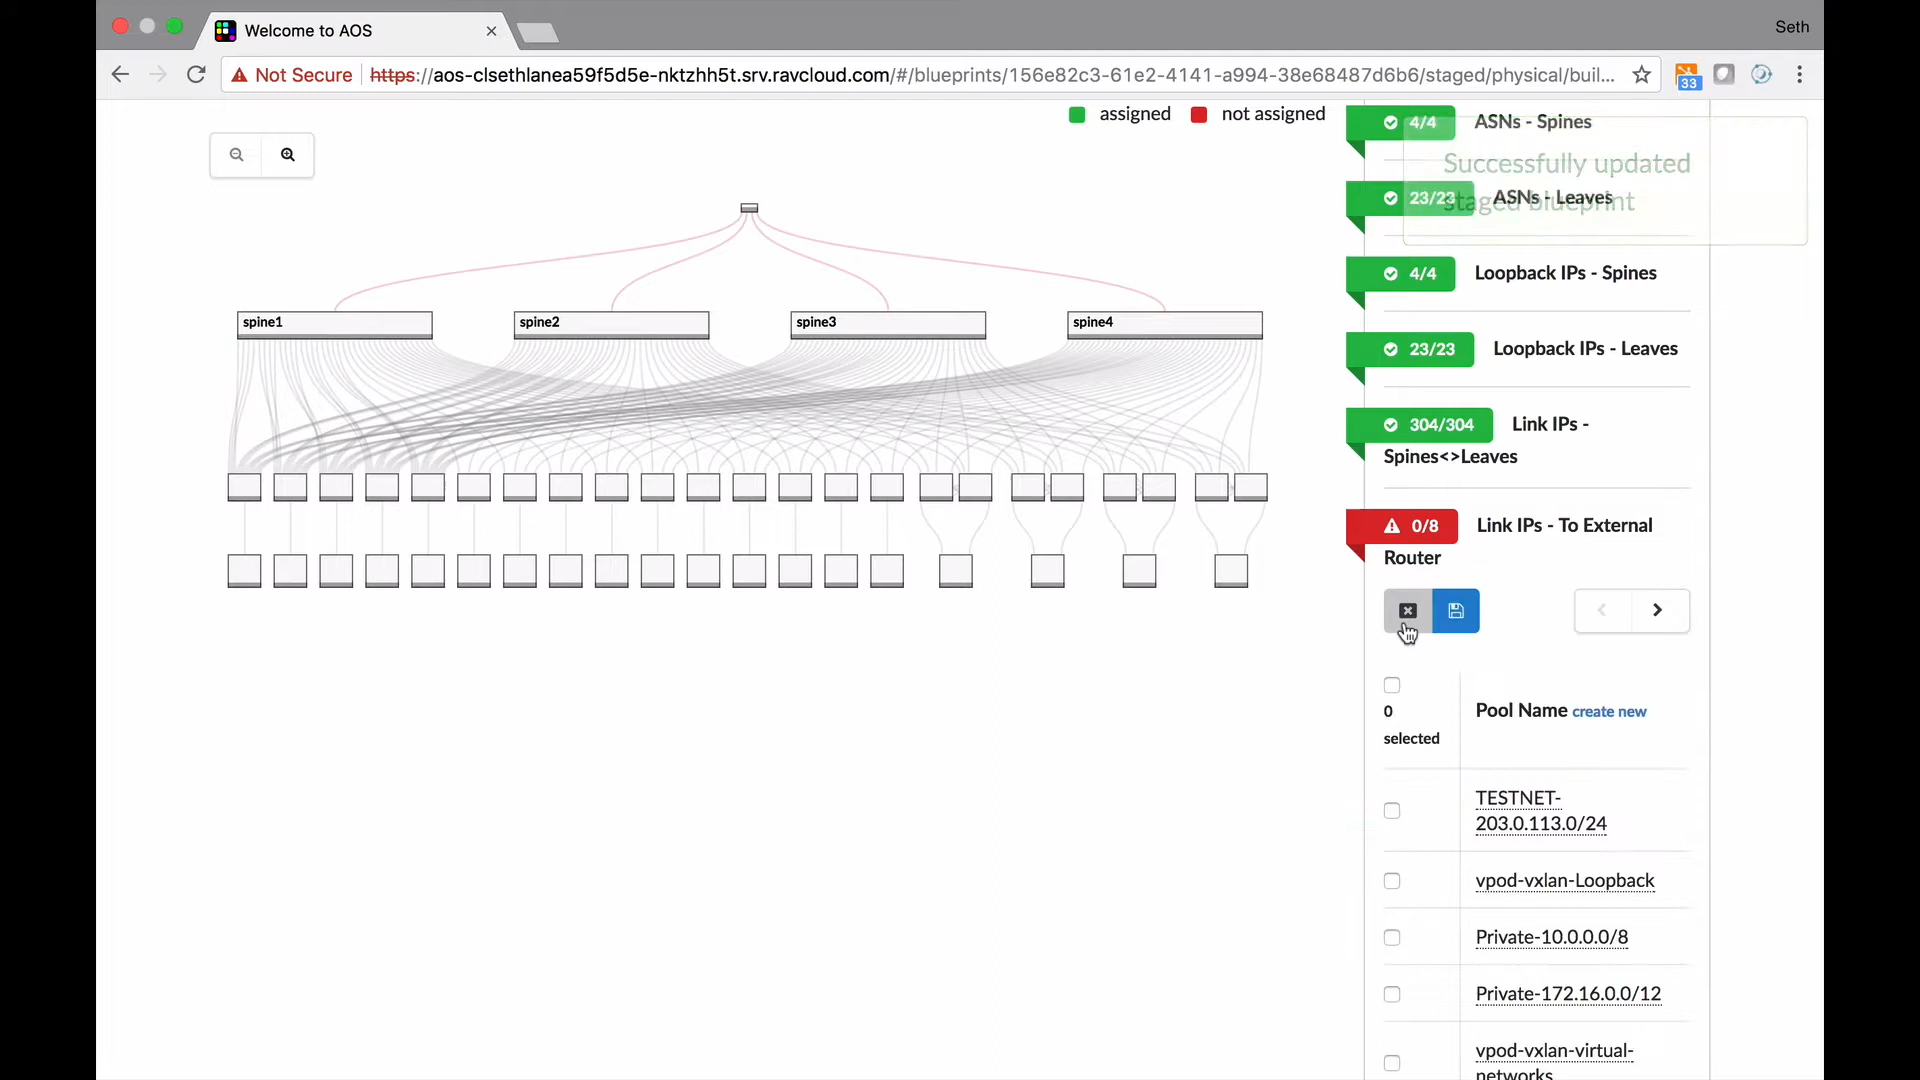 Welcome to AOS
Seth
Not Secure
https://aos-clsethlanea59f5d5e-nktzhh5t.srv.ravcloud.com/#/blueprints/156e82c3-61e2-4141-a994-38e68487d6b6/staged/physical/buil...
33
assigned
not assigned
4/4
ASNs - Spines
Successfully updated
staged blueprint
23/23
ASNs - Leaves
4/4
Loopback IPs - Spines
23/23
Loopback IPs - Leaves
304/304
Link IPs -
Spines<>Leaves
0/8
Link IPs - To External
Router
spine1
spine2
spine3
spine4
0
selected
Pool Name create new
TESTNET-
203.0.113.0/24
vpod-vxlan-Loopback
Private-10.0.0.0/8
Private-172.16.0.0/12
vpod-vxlan-virtual-
networks